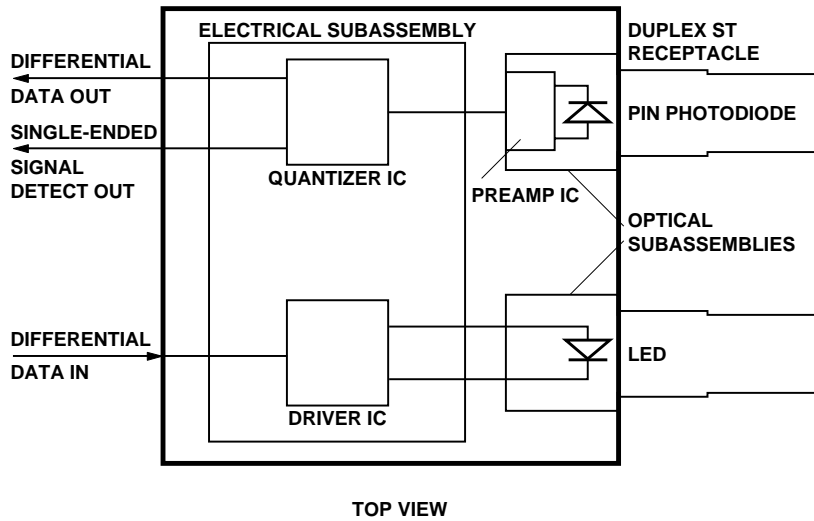 ELECTRICAL SUBASSEMBLY
DUPLEX ST
RECEPTACLE
DIFFERENTIAL
DATA OUT
SINGLE-ENDED
SIGNAL
DETECT OUT
QUANTIZER IC
PREAMP IC
PIN PHOTODIODE
OPTICAL
SUBASSEMBLIES
DIFFERENTIAL
DATA IN
DRIVER IC
LED
TOP VIEW